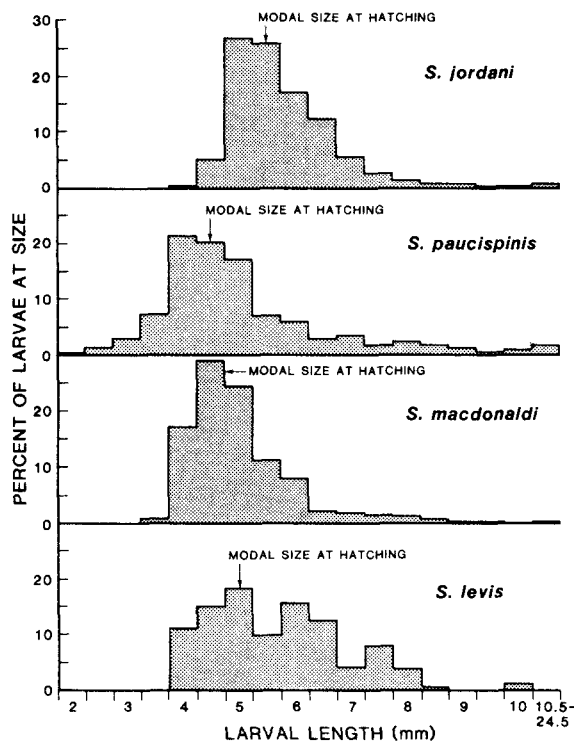 PERCENT OF LARVAE AT SIZE
30
20
10
0
MODAL SIZE AT HATCHING
S. jordani
20
10
0
MODAL SIZE AT HATCHING
S. paucispinis
20
10
0
MODAL SIZE AT HATCHING
S. macdonaldi
20
10
0
MODAL SIZE AT HATCHING
S. levis
2 3 4 5 6 7 8 9 10 10.5-
24.5
LARVAL LENGTH (mm)